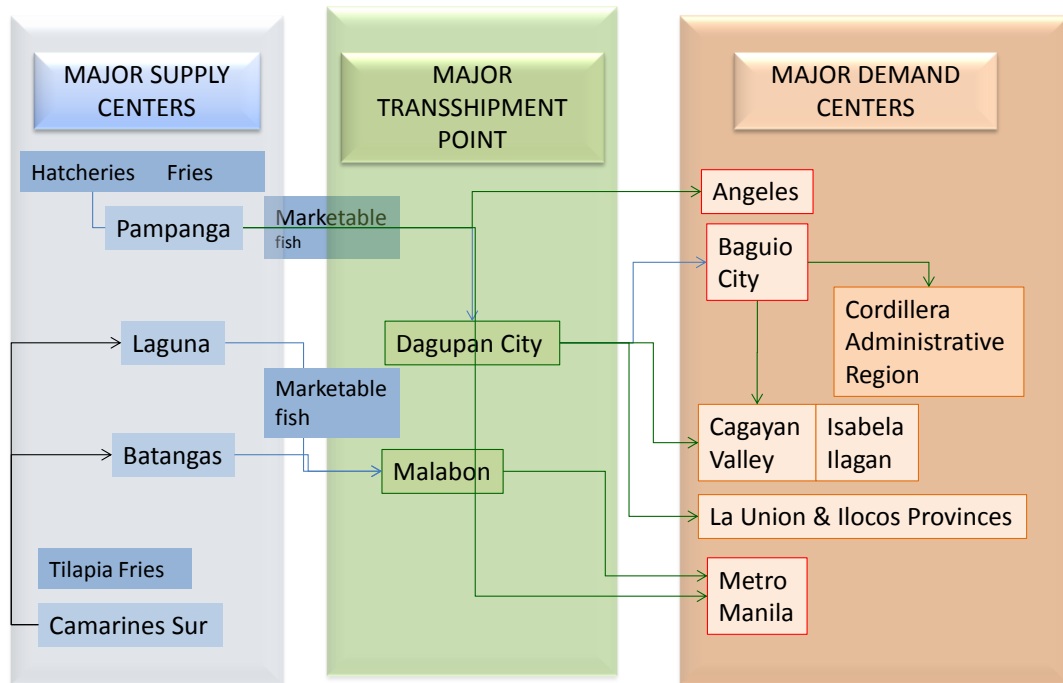 MAJOR SUPPLY
CENTERS
Hatcheries Fries
Pampanga
Marketable
fish
Laguna
Marketable
fish
Batangas
Tilapia Fries
Camarines Sur
MAJOR
TRANSSHIPMENT
POINT
Dagupan City
Malabon
MAJOR DEMAND
CENTERS
Angeles
Baguio
City
Cordillera
Administrative
Region
Cagayan
Valley
Isabela
Ilagan
La Union & Ilocos Provinces
Metro
Manila